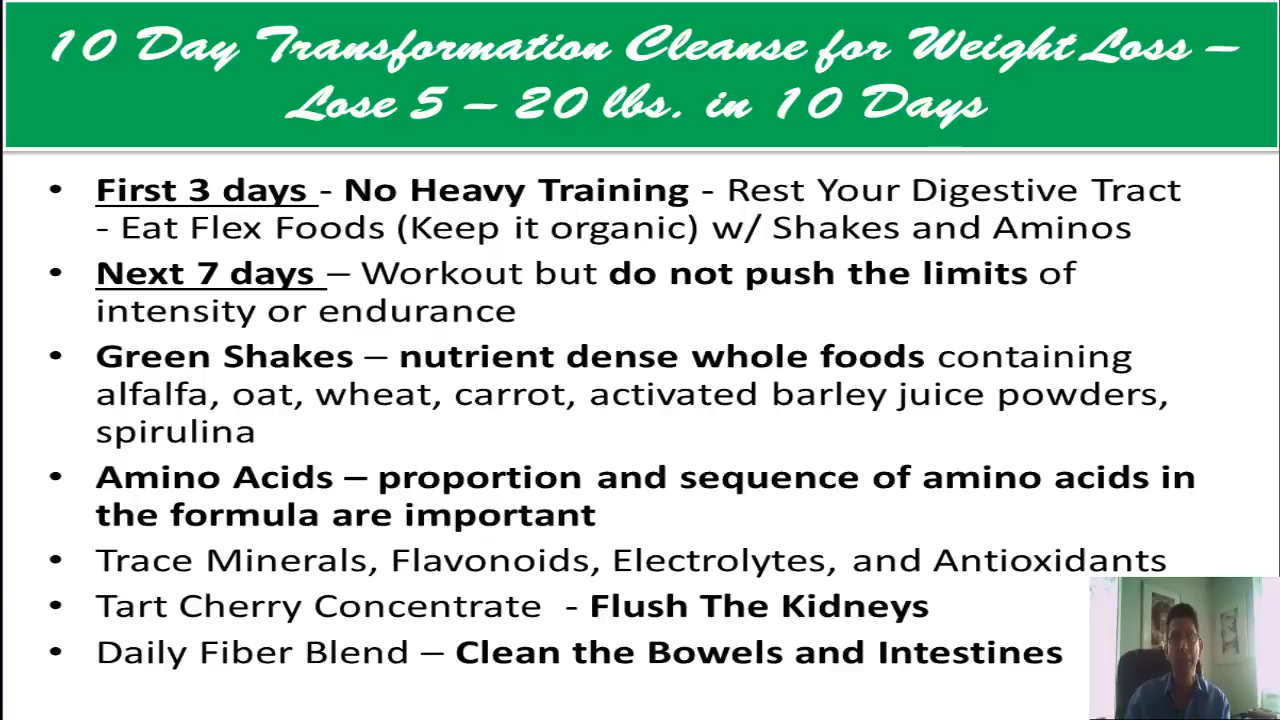 10 Day Transformation Cleanse for Weight Loss –
Lose 5 – 20 lbs. in 10 Days
• First 3 days - No Heavy Training - Rest Your Digestive Tract
- Eat Flex Foods (Keep it organic) w/ Shakes and Aminos
• Next 7 days – Workout but do not push the limits of
intensity or endurance
• Green Shakes – nutrient dense whole foods containing
alfalfa, oat, wheat, carrot, activated barley juice powders,
spirulina
• Amino Acids – proportion and sequence of amino acids in
the formula are important
• Trace Minerals, Flavonoids, Electrolytes, and Antioxidants
• Tart Cherry Concentrate - Flush The Kidneys
• Daily Fiber Blend – Clean the Bowels and Intestines